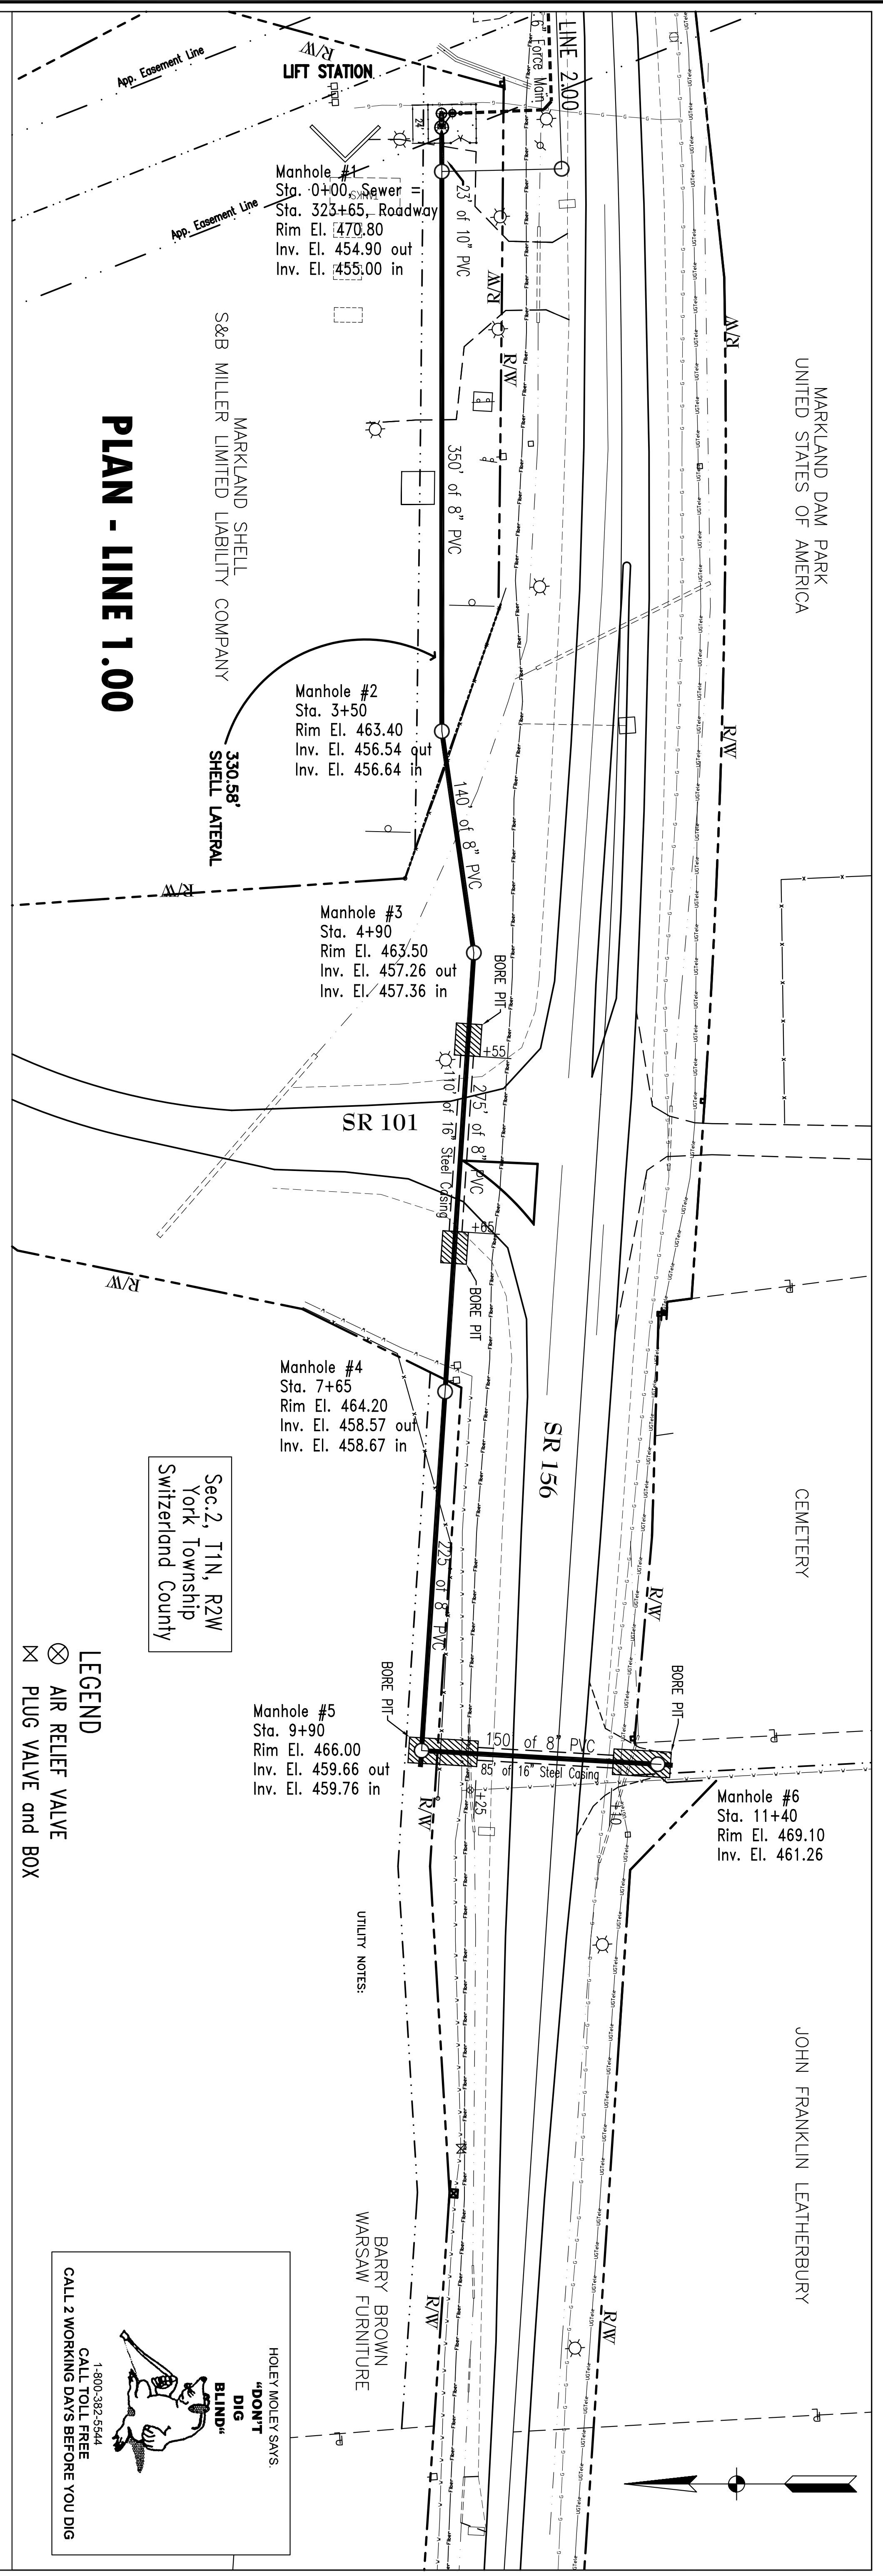 App. Easement Line
App. Easement Line
R/W
LIFT STATION
6" Force Main
LINE 2.00
24'
TANKS
Manhole #1
Sta. 0+00, Sewer =
Sta. 323+65, Roadway
Rim El. 470.80
Inv. El. 454.90 out
Inv. El. 455.00 in
23' of 10" PVC
R/W
R/W
R/W
MARKLAND DAM PARK
UNITED STATES OF AMERICA
MARKLAND SHELL
S&B MILLER LIMITED LIABILITY COMPANY
PLAN - LINE 1.00
350' of 8" PVC
Manhole #2
Sta. 3+50
Rim El. 463.40
Inv. El. 456.54 out
Inv. El. 456.64 in
330.58'
SHELL LATERAL
140' of 8" PVC
R/W
R/W
Manhole #3
Sta. 4+90
Rim El. 463.50
Inv. El. 457.26 out
Inv. El. 457.36 in
BORE PIT
+55
275' of 8" PVC
110' of 16" Steel Casing
SR 101
+65
BORE PIT
R/W
Manhole #4
Sta. 7+65
Rim El. 464.20
Inv. El. 458.57 out
Inv. El. 458.67 in
SR 156
CEMETERY
Sec.2, T1N, R2W
York Township
Switzerland County
225' of 8" PVC
R/W
BORE PIT
BORE PIT
Manhole #5
Sta. 9+90
Rim El. 466.00
Inv. El. 459.66 out
Inv. El. 459.76 in
150' of 8" PVC
85' of 16" Steel Casing
+25
+10
R/W
Manhole #6
Sta. 11+40
Rim El. 469.10
Inv. El. 461.26
LEGEND
AIR RELIEF VALVE
PLUG VALVE and BOX
UTILITY NOTES:
JOHN FRANKLIN LEATHERBURY
BARRY BROWN
WARSAW FURNITURE
R/W
R/W
HOLEY MOLEY SAYS.
"DON'T
DIG
BLIND"
1-800-382-5544
CALL TOLL FREE
CALL 2 WORKING DAYS BEFORE YOU DIG